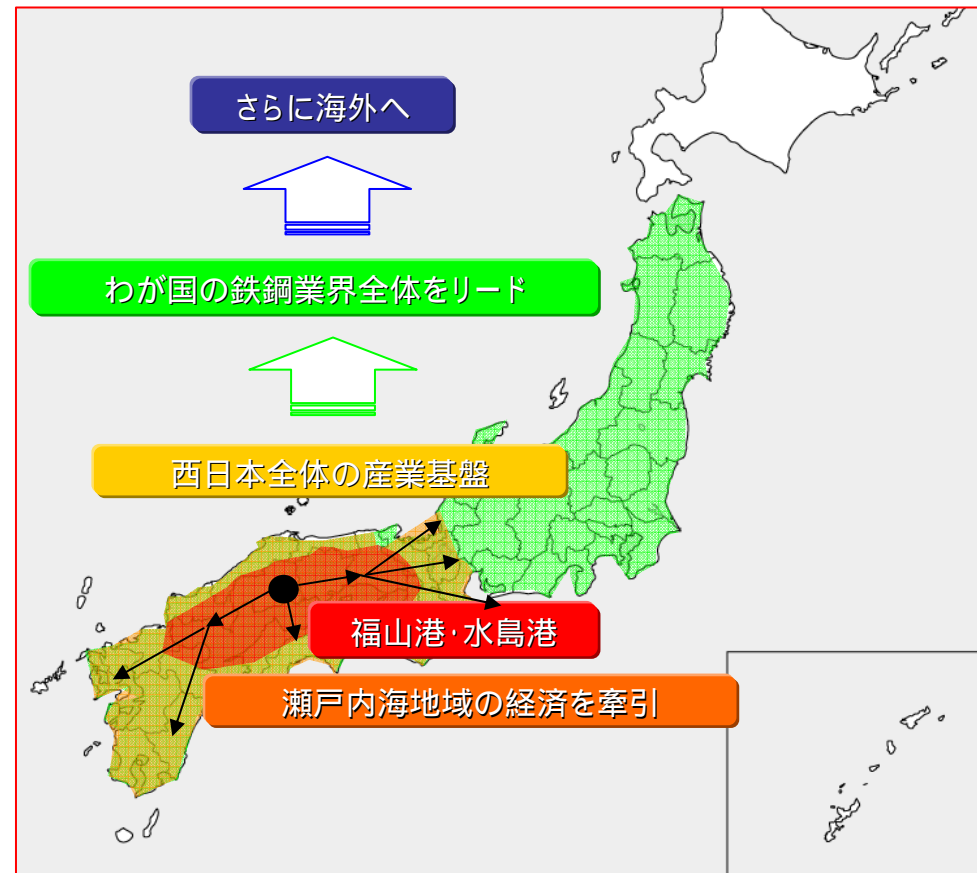 さらに海外へ
わが国の鉄鋼業界全体をリード
西日本全体の産業基盤
福山港・水島港
瀬戸内海地域の経済を牽引